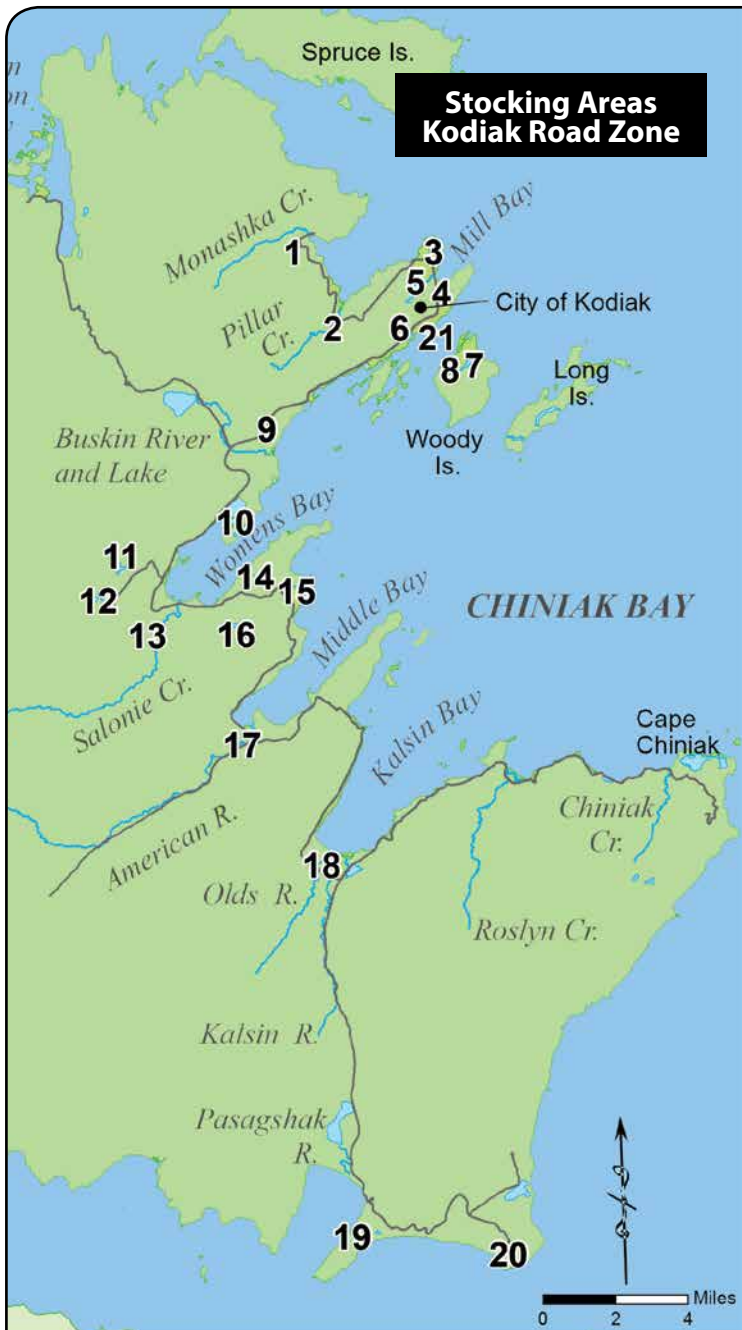 Spruce Is.
Stocking Areas
Kodiak Road Zone
Monashka Cr.
1
Mill Bay
3
5
4
City of Kodiak
Pillar
Cr.
2
6
21
8
7
Long
Is.
Woody
Is.
9
Buskin River
and Lake
10
Womens Bay
11
12
13
14
15
16
Middle Bay
CHINIAK BAY
Salonie Cr.
17
Kalsin Bay
Cape
Chiniak
American R.
Chiniak
Cr.
18
Olds R.
Roslyn Cr.
Kalsin R.
Pasagshak
R.
19
20
Miles
0
2
4